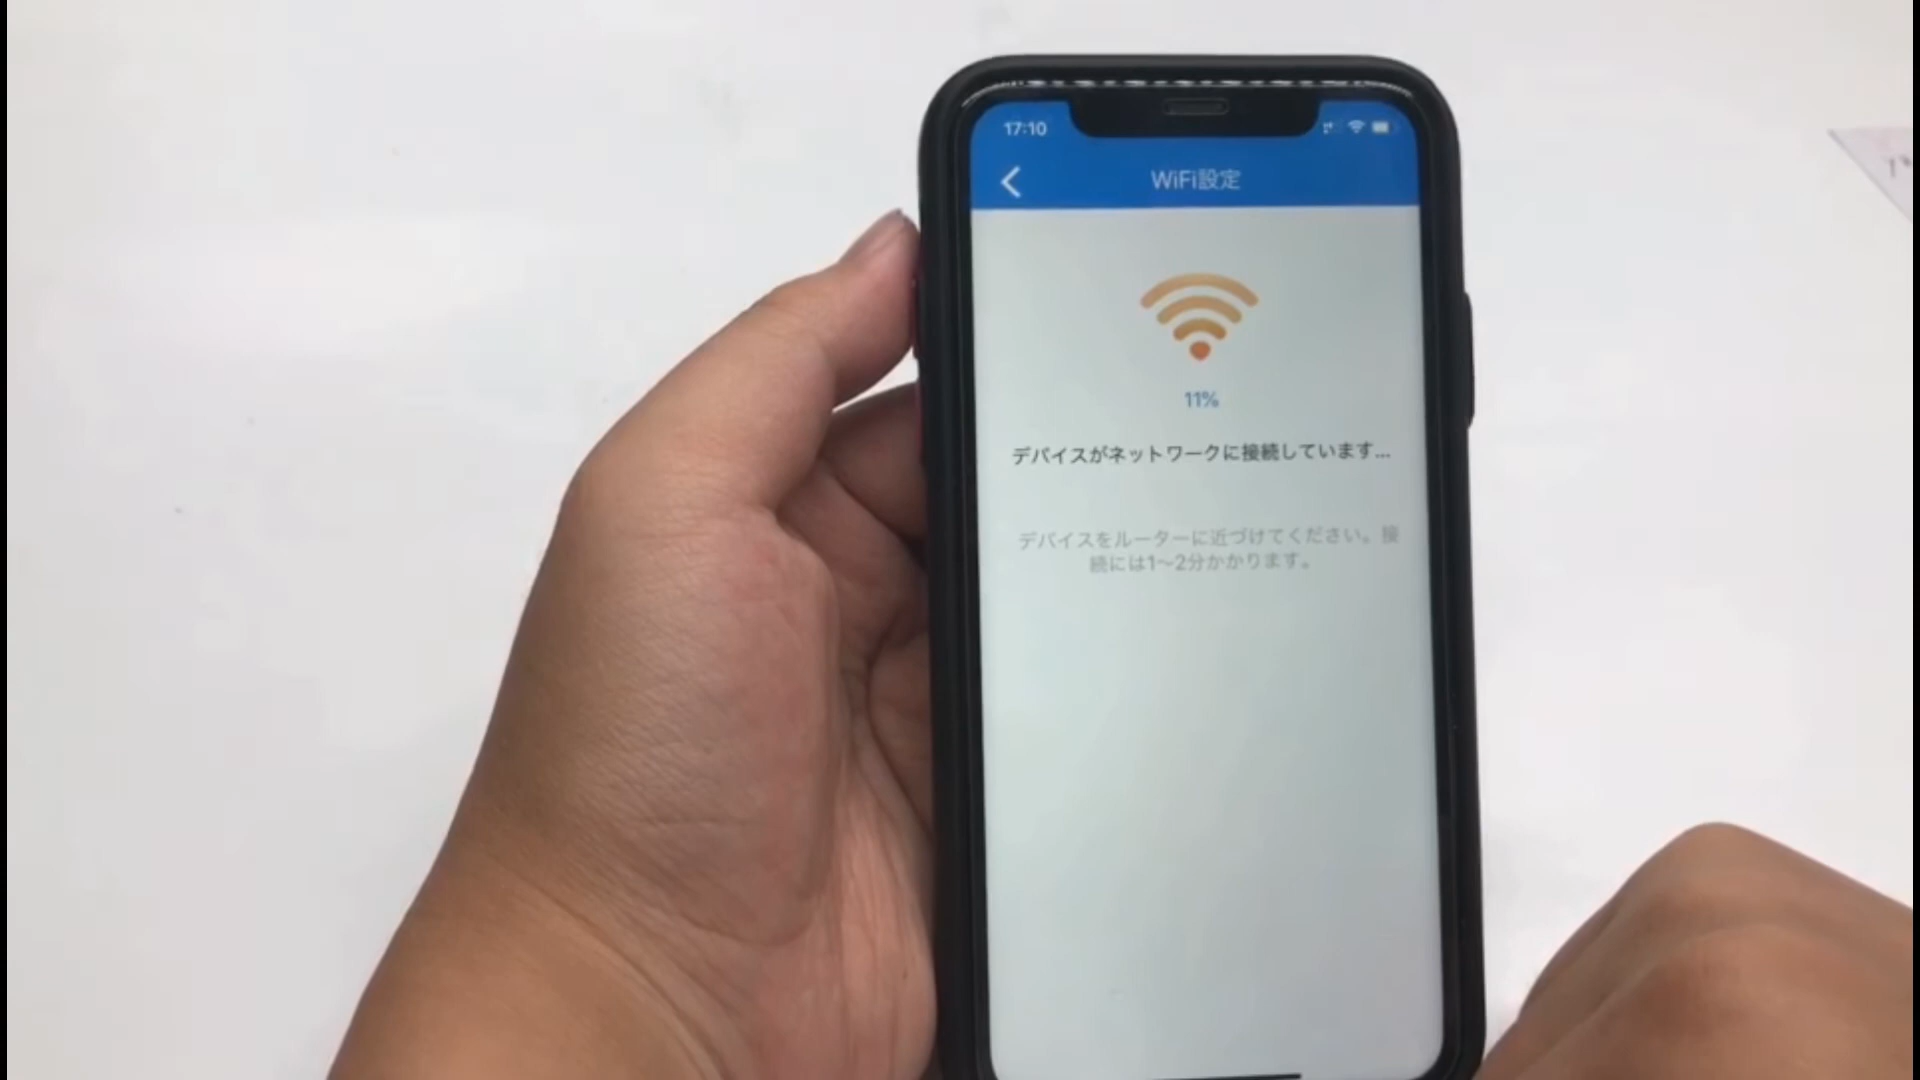 17:10
WiFi設定
11%
デバイスがネットワークに接続しています...
デバイスをルーターに近づけてください。接
続には1〜2分かかります。